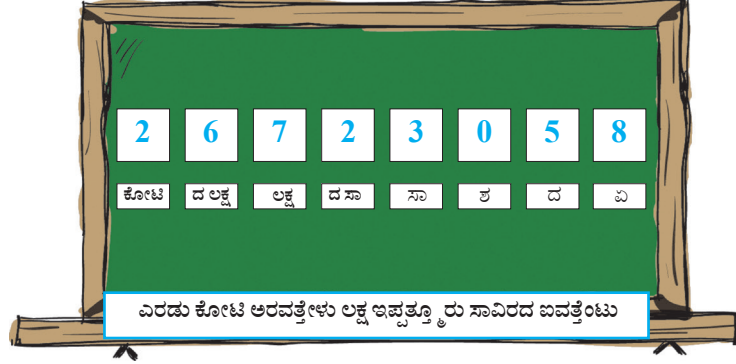 2 6 7 2 3 0 5 8
ಕೋಟಿ ದ ಲಕ್ಷ ಲಕ್ಷ ದ ಸಾ ಸಾ ಶ ದ ಏ
ಎರಡು ಕೋಟಿ ಅರವತ್ತೇಳು ಲಕ್ಷ ಇಪ್ಪತ್ತ್ಮೂರು ಸಾವಿರದ ಐವತ್ತೆಂಟು